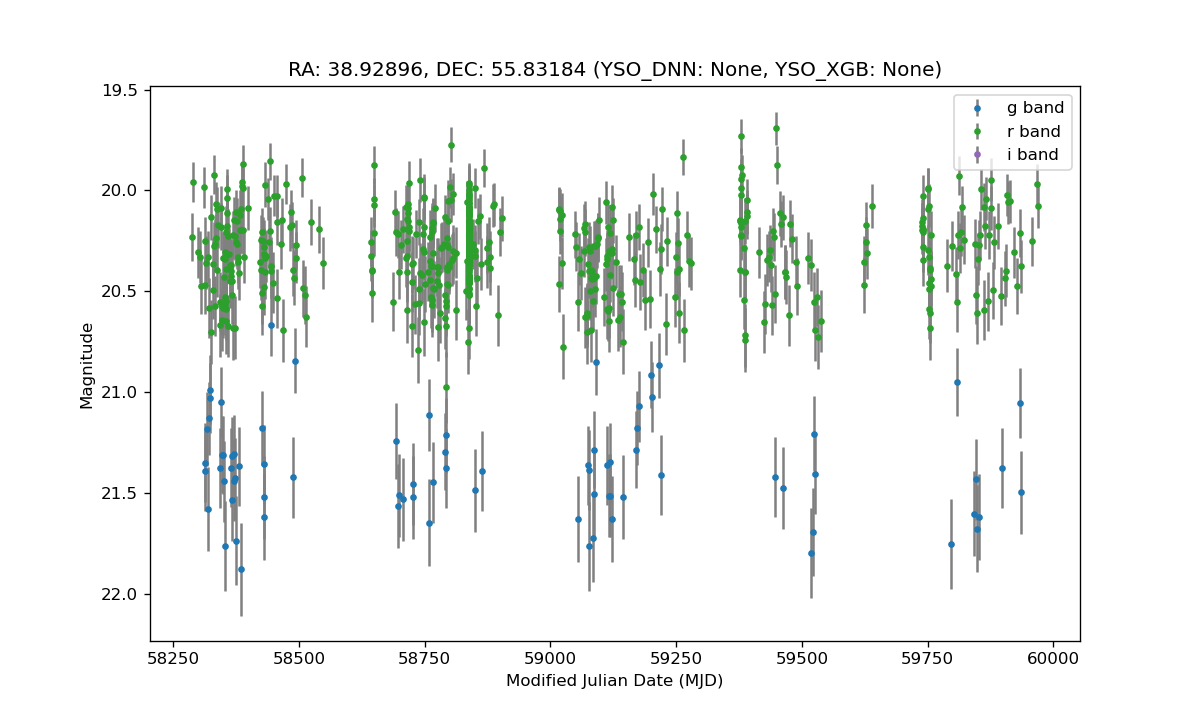 RA: 38.92896, DEC: 55.83184 (YSO_DNN: None, YSO_XGB: None)
g band
r band
i band
Magnitude
19.5
20.0
20.5
21.0
21.5
22.0
58250 58500 58750 59000 59250 59500 59750 60000
Modified Julian Date (MJD)